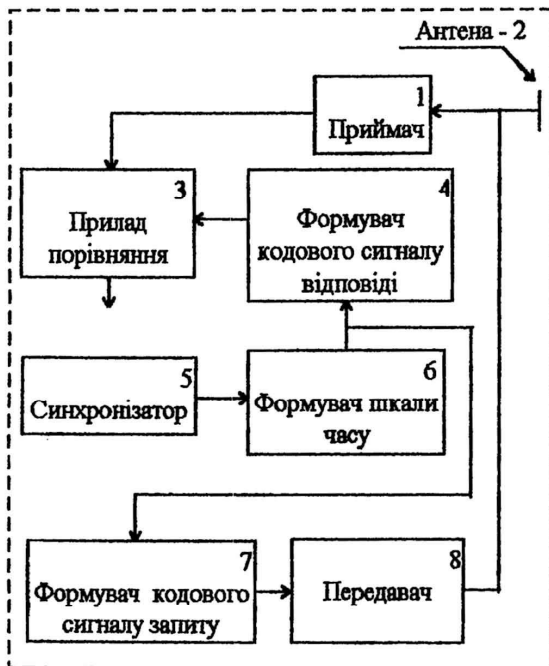 Антена - 2
1
Приймач
3
Прилад
порівняння
4
Формувач
кодового сигналу
відповіді
5
Синхронізатор
6
Формувач шкали
часу
7
Формувач кодового
сигналу запиту
8
Передавач